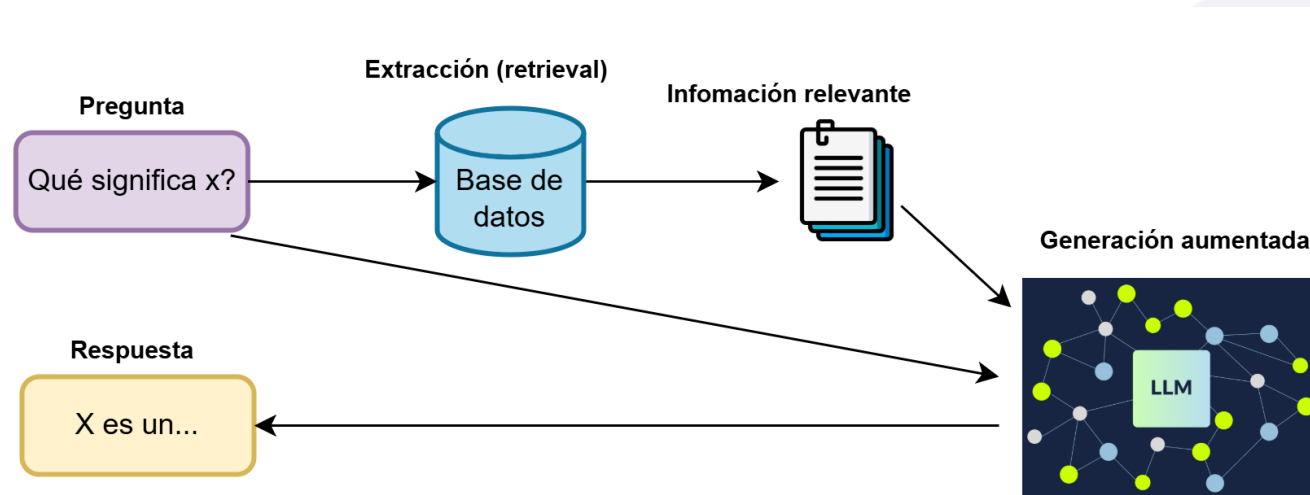 Pregunta
Qué significa x?
Extracción (retrieval)
Base de
datos
Infomación relevante
Generación aumentada
LLM
Respuesta
X es un...